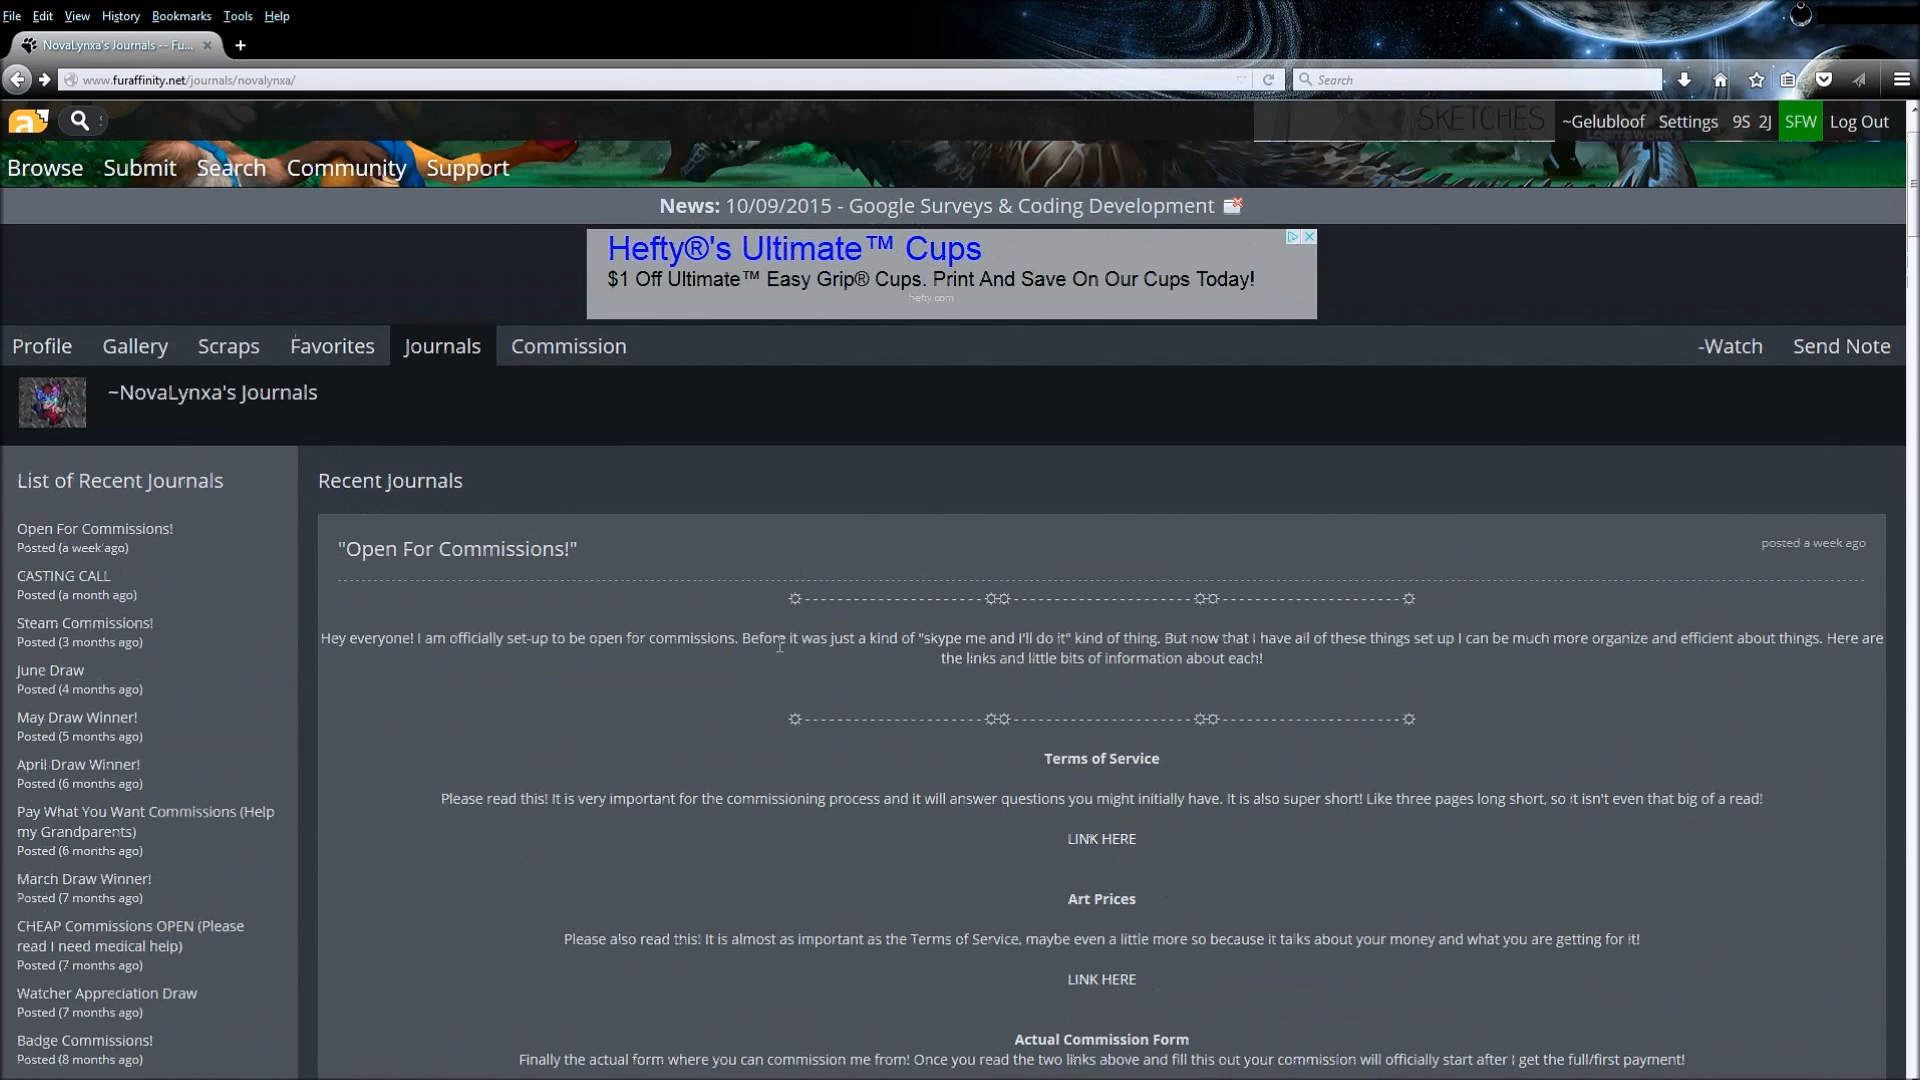 File Edit View History Bookmarks Tools Help
NovaLynxa's Journals -- Fu...
www.furaffinity.net/journals/novalynxa/
Search
SKETCHES
~Gelubloof Settings 9S 2J SFW Log Out
Browse Submit Search Community Support
News: 10/09/2015 - Google Surveys & Coding Development
Hefty®'s Ultimate™ Cups
$1 Off Ultimate™ Easy Grip® Cups. Print And Save On Our Cups Today!
hefty.com
Profile Gallery Scraps Favorites Journals Commission -Watch Send Note
~NovaLynxa's Journals
List of Recent Journals
Open For Commissions!
Posted (a week ago)
CASTING CALL
Posted (a month ago)
Steam Commissions!
Posted (3 months ago)
June Draw
Posted (4 months ago)
May Draw Winner!
Posted (5 months ago)
April Draw Winner!
Posted (6 months ago)
Pay What You Want Commissions (Help
my Grandparents)
Posted (6 months ago)
March Draw Winner!
Posted (7 months ago)
CHEAP Commissions OPEN (Please
read I need medical help)
Posted (7 months ago)
Watcher Appreciation Draw
Posted (7 months ago)
Badge Commissions!
Posted (8 months ago)
Recent Journals
"Open For Commissions!"
posted a week ago
Hey everyone! I am officially set-up to be open for commissions. Before it was just a kind of "skype me and I'll do it" kind of thing. But now that I have all of these things set up I can be much more organize and efficient about things. Here are
the links and little bits of information about each!
Terms of Service
Please read this! It is very important for the commissioning process and it will answer questions you might initially have. It is also super short! Like three pages long short, so it isn't even that big of a read!
LINK HERE
Art Prices
Please also read this! It is almost as important as the Terms of Service, maybe even a little more so because it talks about your money and what you are getting for it!
LINK HERE
Actual Commission Form
Finally the actual form where you can commission me from! Once you read the two links above and fill this out your commission will officially start after I get the full/first payment!